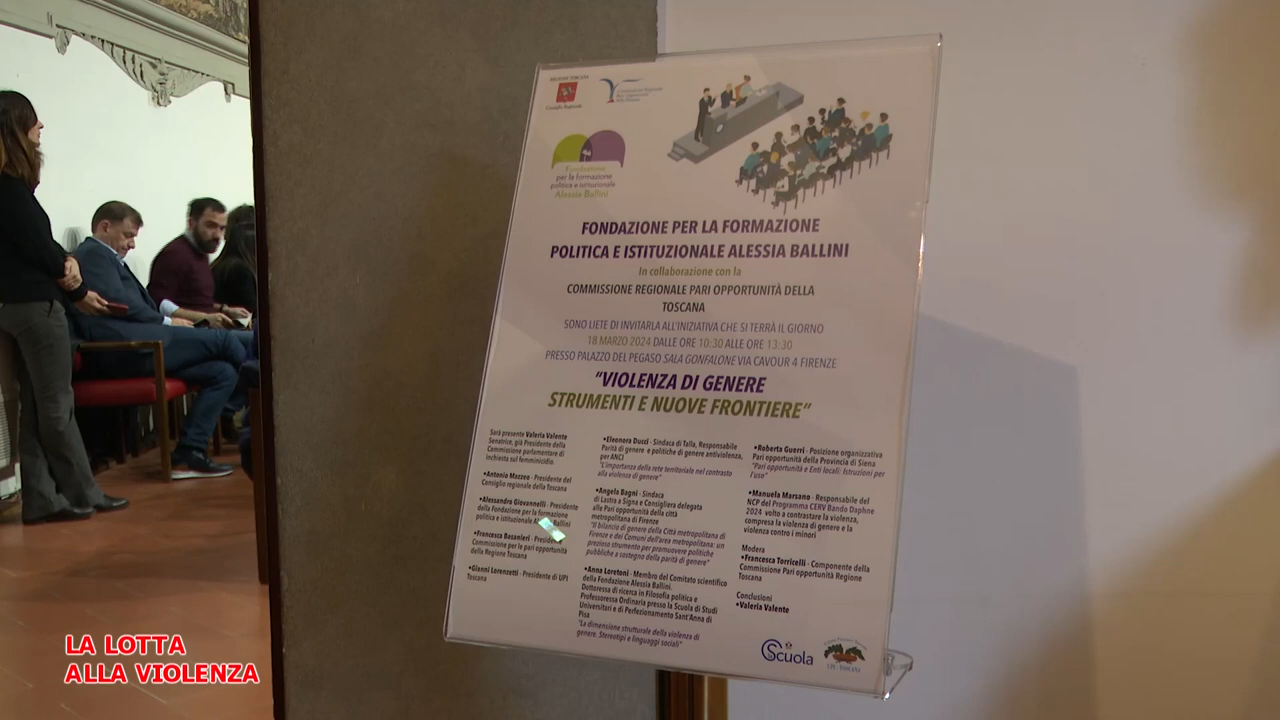 REGIONE TOSCANA
Consiglio Regionale
Fondazione
per la formazione
politica e istituzionale
Alessia Ballini
FONDAZIONE PER LA FORMAZIONE
POLITICA E ISTITUZIONALE ALESSIA BALLINI
In collaborazione con la
COMMISSIONE REGIONALE PARI OPPORTUNITÀ DELLA
TOSCANA
SONO LIETE DI INVITARLA ALL'INIZIATIVA CHE SI TERRÀ IL GIORNO
18 MARZO 2024 DALLE ORE 10:30 ALLE ORE 13:30
PRESSO PALAZZO DEL PEGASO SALA GONFALONE VIA CAVOUR 4 FIRENZE
"VIOLENZA DI GENERE
STRUMENTI E NUOVE FRONTIERE"
Sarà presente Valeria Valente
Senatrice, già Presidente della
Commissione parlamentare di
inchiesta sul femminicidio.
•Antonio Mazzeo - Presidente del
Consiglio regionale della Toscana
•Alessandro Giovannelli - Presidente
della Fondazione per la formazione
politica e istituzionale Ballini
•Francesca Basanieri -
Commissione per le pari opportunità
della Regione Toscana
•Gianni Lorenzetti - Presidente di UPI
Toscana
•Eleonora Ducci - Sindaca di Talla, Responsabile
Parità di genere e politiche di genere antiviolenza,
per ANCI
"L'importanza della rete territoriale nel contrasto
alla violenza di genere"
•Angela Bagni - Sindaca
di Lastra a Signa e Consigliera delegata
alle Pari opportunità della città
metropolitana di Firenze
"Il bilancio di genere della Città metropolitana di
Firenze e dei Comuni dell'area metropolitana: un
prezioso strumento per promuovere politiche
pubbliche a sostegno della parità di genere"
•Anna Loretoni - Membro del Comitato scientifico
della Fondazione Alessia Ballini.
Dottoressa di ricerca in Filosofia politica e
Professoressa Ordinaria presso la Scuola di Studi
Universitari e di Perfezionamento Sant'Anna di
Pisa
"La dimensione strutturale della violenza di
genere. Stereotipi e linguaggi sociali"
•Roberta Guerri - Posizione organizzativa
Pari opportunità della Provincia di Siena
"Pari opportunità e Enti locali: Istruzioni per
l'uso"
•Manuela Marsano - Responsabile del
NCP del Programma CERV Bando Daphne
2024 volto a contrastare la violenza,
compresa la violenza di genere e la
violenza contro i minori
Modera
•Francesca Torricelli - Componente della
Commissione Pari opportunità Regione
Toscana
Conclusioni
•Valeria Valente
Scuola
UPI - TOSCANA
LA LOTTA
ALLA VIOLENZA